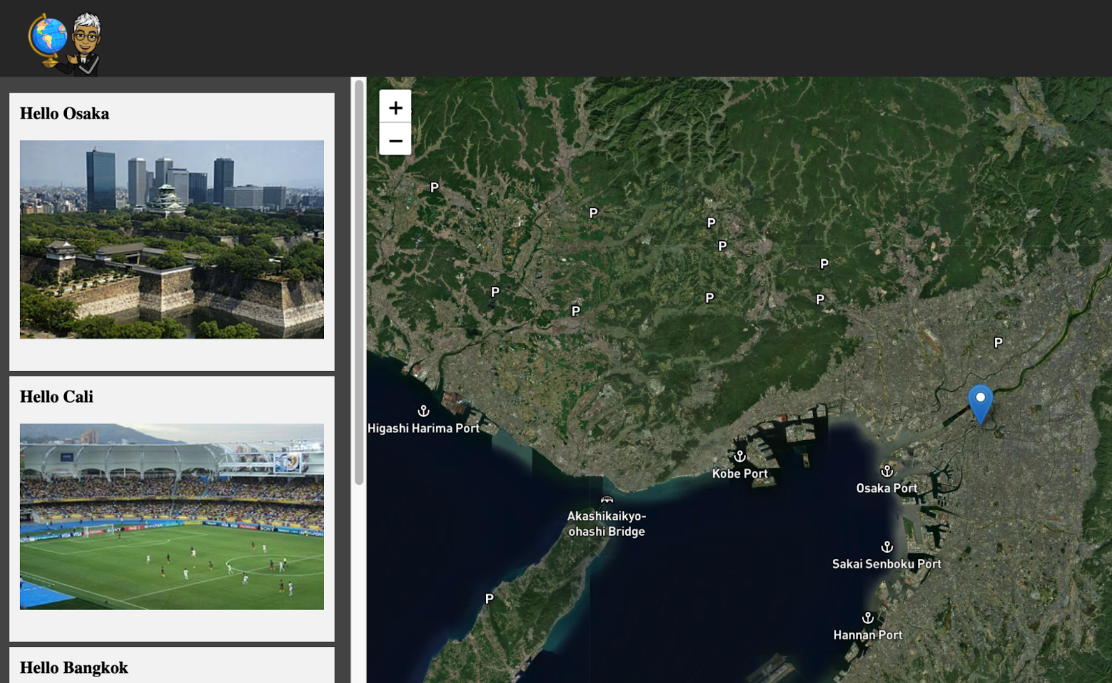 Hello Osaka
Hello Cali
Hello Bangkok
+
−
P
P
P
P
P
P
P
P
P
P
Higashi Harima Port
Kobe Port
Osaka Port
Akashikaikyo-
ohashi Bridge
Sakai Senboku Port
P
Hannan Port